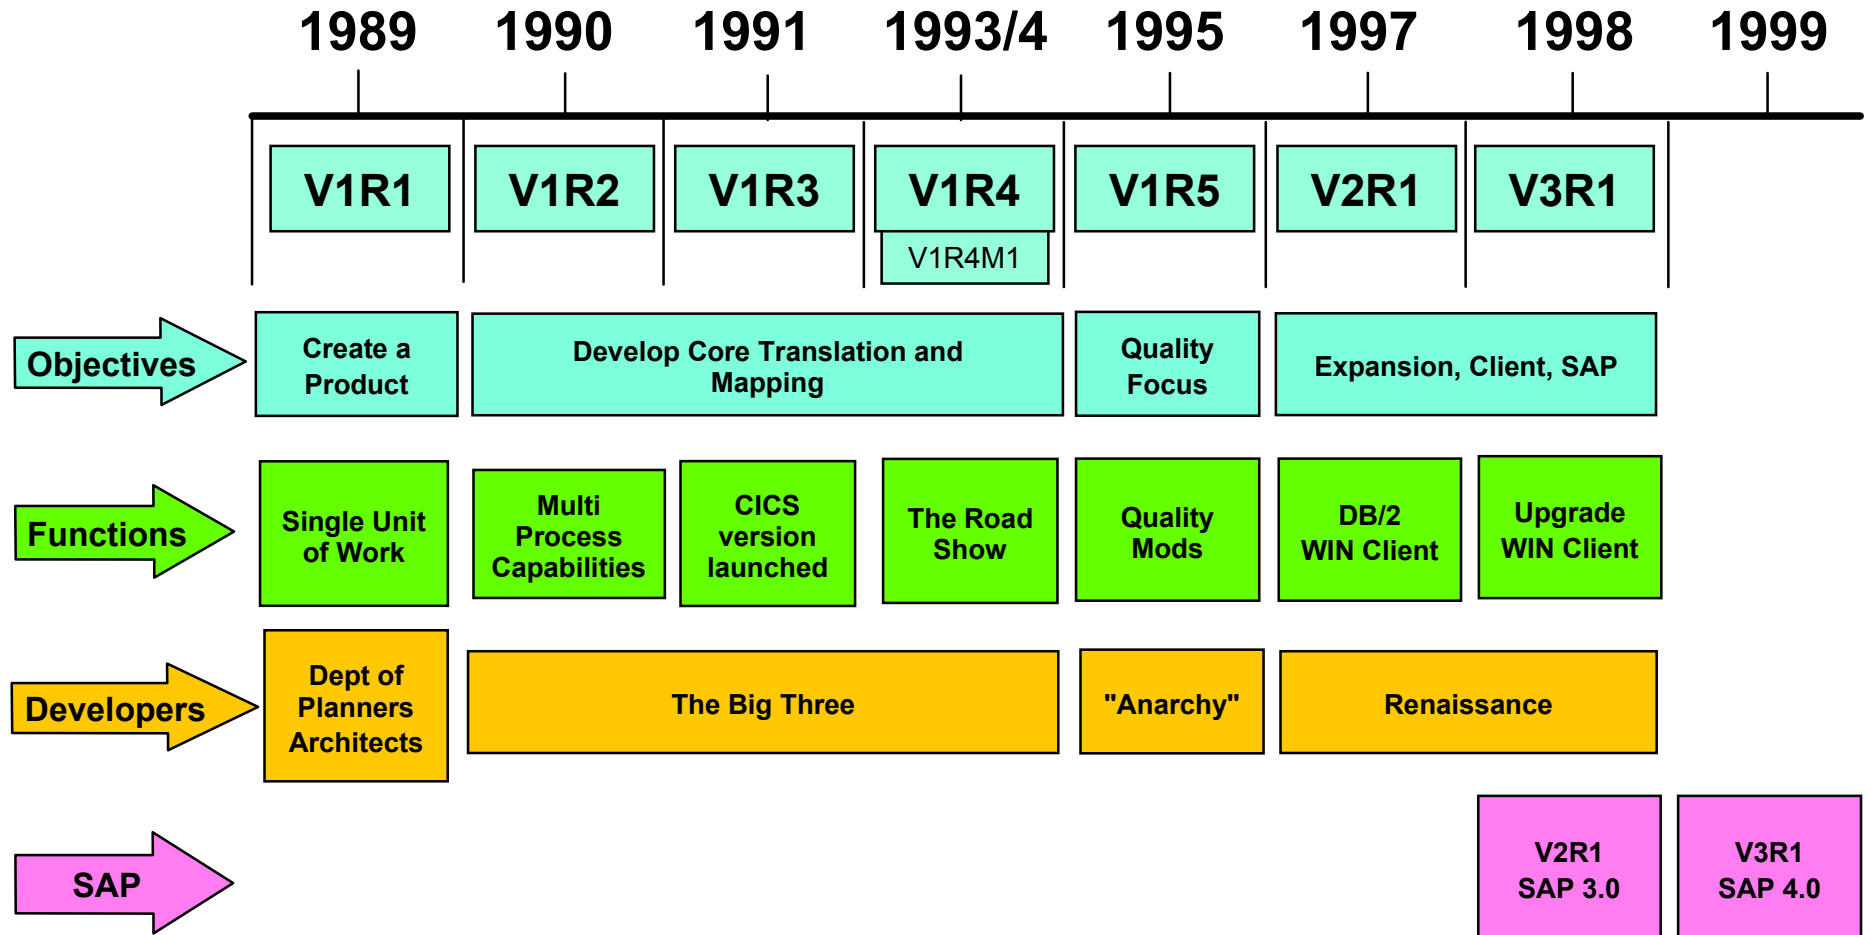 1989 1990 1991 1993/4 1995 1997 1998 1999
V1R1 V1R2 V1R3 V1R4 V1R5 V2R1 V3R1
V1R4M1
Objectives
Create a
Product
Develop Core Translation and
Mapping
Quality
Focus
Expansion, Client, SAP
Functions
Single Unit
of Work
Multi
Process
Capabilities
CICS
version
launched
The Road
Show
Quality
Mods
DB/2
WIN Client
Upgrade
WIN Client
Developers
Dept of
Planners
Architects
The Big Three
"Anarchy"
Renaissance
SAP
V2R1
SAP 3.0
V3R1
SAP 4.0